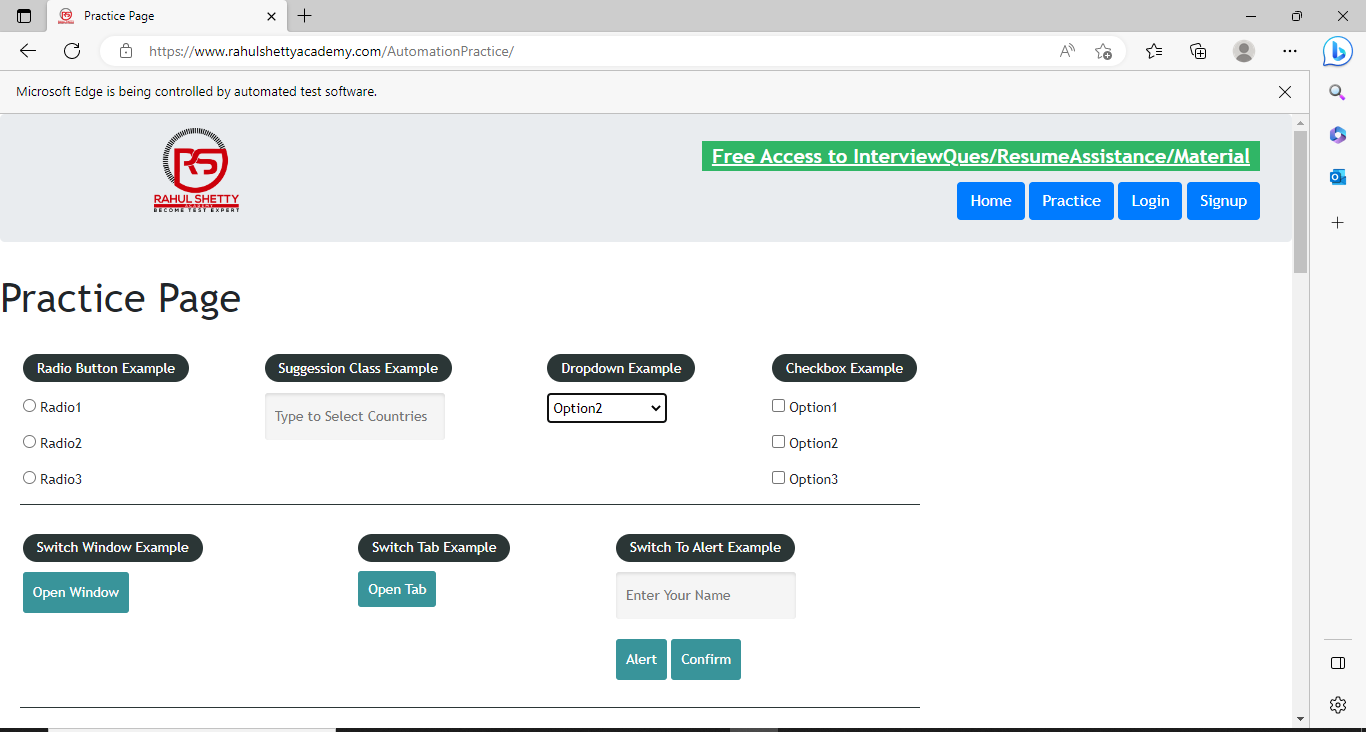 Practice Page
https://www.rahulshettyacademy.com/AutomationPractice/
Microsoft Edge is being controlled by automated test software.
RS
RAHUL SHETTY
ACADEMY
BECOME TEST EXPERT
Free Access to InterviewQues/ResumeAssistance/Material
Home Practice Login Signup
Practice Page
Radio Button Example Suggession Class Example Dropdown Example Checkbox Example
Radio1 Type to Select Countries Option2 Option1
Radio2 Option2
Radio3 Option3
Switch Window Example Switch Tab Example Switch To Alert Example
Open Window Open Tab Enter Your Name
Alert Confirm